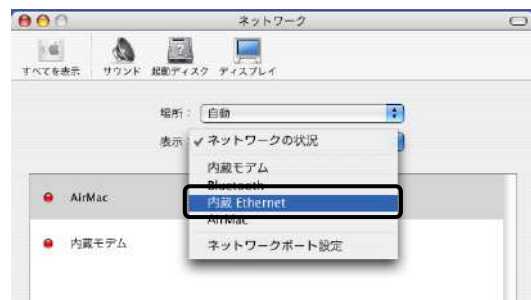 ネットワーク
すべてを表示 サウンド 起動ディスク ディスプレイ
場所： 自動
表示 ✓ ネットワークの状況
内蔵モデム
Bluetooth
内蔵 Ethernet
AirMac
ネットワークポート設定
AirMac
内蔵モデム